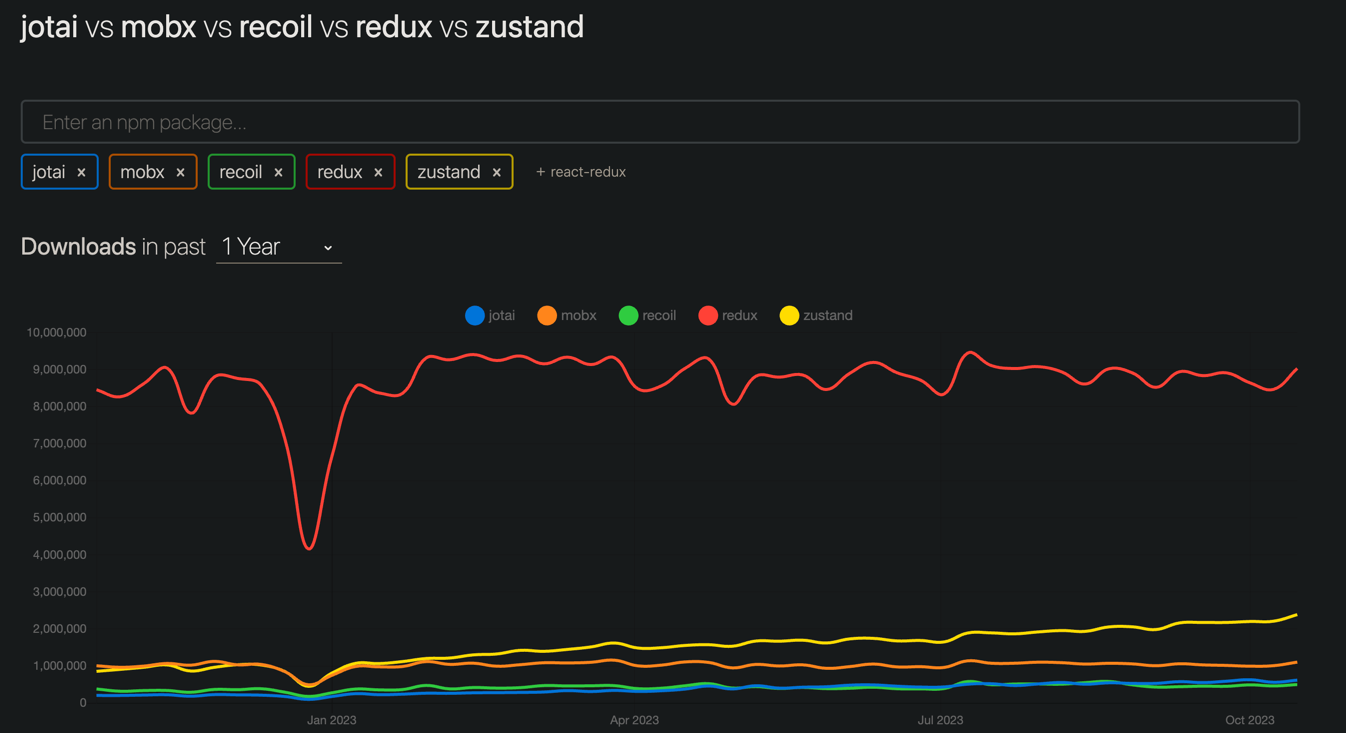 jotai vs mobx vs recoil vs redux vs zustand
Enter an npm package...
jotai × mobx × recoil × redux × zustand × + react-redux
Downloads in past 1 Year
jotai mobx recoil redux zustand
10,000,000
9,000,000
8,000,000
7,000,000
6,000,000
5,000,000
4,000,000
3,000,000
2,000,000
1,000,000
0
Jan 2023 Apr 2023 Jul 2023 Oct 2023